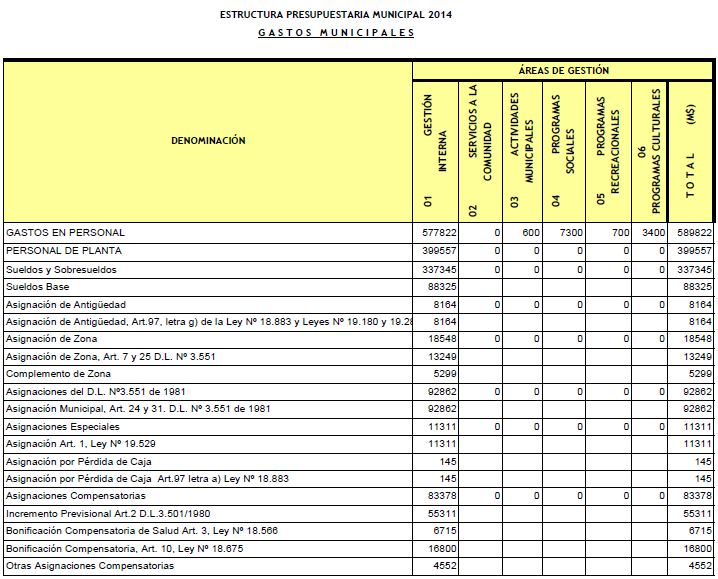 ESTRUCTURA PRESUPUESTARIA MUNICIPAL 2014
G A S T O S  M U N I C I P A L E S
DENOMINACIÓN
ÁREAS DE GESTIÓN
01 GESTIÓN INTERNA
02 SERVICIOS A LA COMUNIDAD
03 ACTIVIDADES MUNICIPALES
04 PROGRAMAS SOCIALES
05 PROGRAMAS RECREACIONALES
06 PROGRAMAS CULTURALES
T O T A L (M$)
GASTOS EN PERSONAL 577822 0 600 7300 700 3400 589822
PERSONAL DE PLANTA 399557 0 0 0 0 0 399557
Sueldos y Sobresueldos 337345 0 0 0 0 0 337345
Sueldos Base 88325 88325
Asignación de Antigüedad 8164 0 0 0 0 0 8164
Asignación de Antigüedad, Art.97, letra g) de la Ley Nº 18.883 y Leyes Nº 19.180 y 19.28 8164 8164
Asignación de Zona 18548 0 0 0 0 0 18548
Asignación de Zona, Art. 7 y 25 D.L. Nº 3.551 13249 13249
Complemento de Zona 5299 5299
Asignaciones del D.L. Nº3.551 de 1981 92862 0 0 0 0 0 92862
Asignación Municipal, Art. 24 y 31. D.L. Nº 3.551 de 1981 92862 92862
Asignaciones Especiales 11311 0 0 0 0 0 11311
Asignación Art. 1, Ley Nº 19.529 11311 11311
Asignación por Pérdida de Caja 145 145
Asignación por Pérdida de Caja Art.97 letra a) Ley Nº 18.883 145 145
Asignaciones Compensatorias 83378 0 0 0 0 0 83378
Incremento Previsional Art.2 D.L.3.501/1980 55311 55311
Bonificación Compensatoria de Salud Art. 3, Ley Nº 18.566 6715 6715
Bonificación Compensatoria, Art. 10, Ley Nº 18.675 16800 16800
Otras Asignaciones Compensatorias 4552 4552